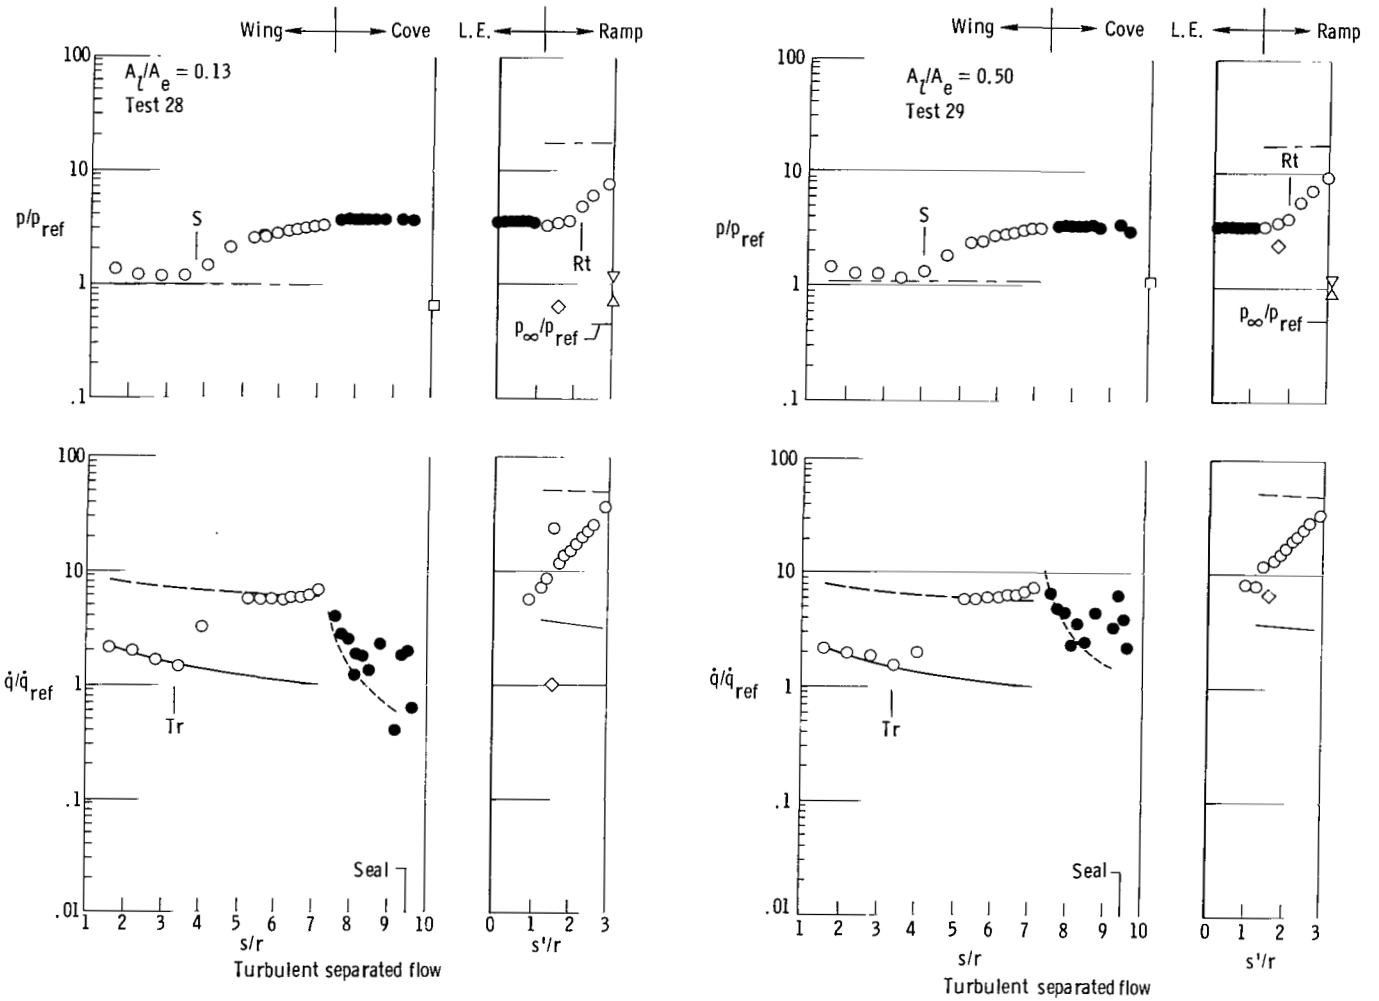 Wing Cove L.E. Ramp
100
A_l/A_e = 0.13
Test 28
10
p/p_ref
S
Rt
1
p_∞/p_ref
.1
100
10
q̇/q̇_ref
1
Tr
.1
Seal
.01
1 2 3 4 5 6 7 8 9 10
s/r
0 1 2 3
s'/r
Turbulent separated flow
Wing Cove L.E. Ramp
100
A_l/A_e = 0.50
Test 29
10
Rt
p/p_ref
S
1
p_∞/p_ref
.1
100
10
q̇/q̇_ref
1
Tr
.1
Seal
.01
1 2 3 4 5 6 7 8 9 10
s/r
0 1 2 3
s'/r
Turbulent separated flow